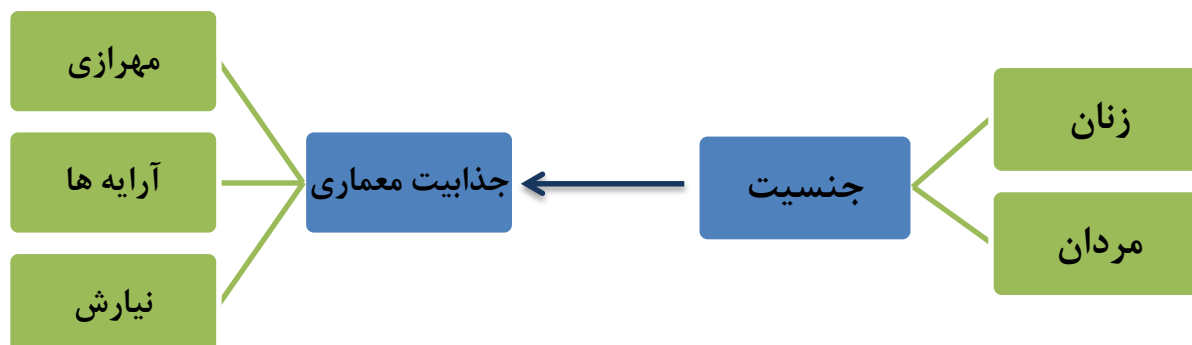 زنان
مردان
جنسیت
جذابیت معماری
مهرازی
آرایه ها
نیارش